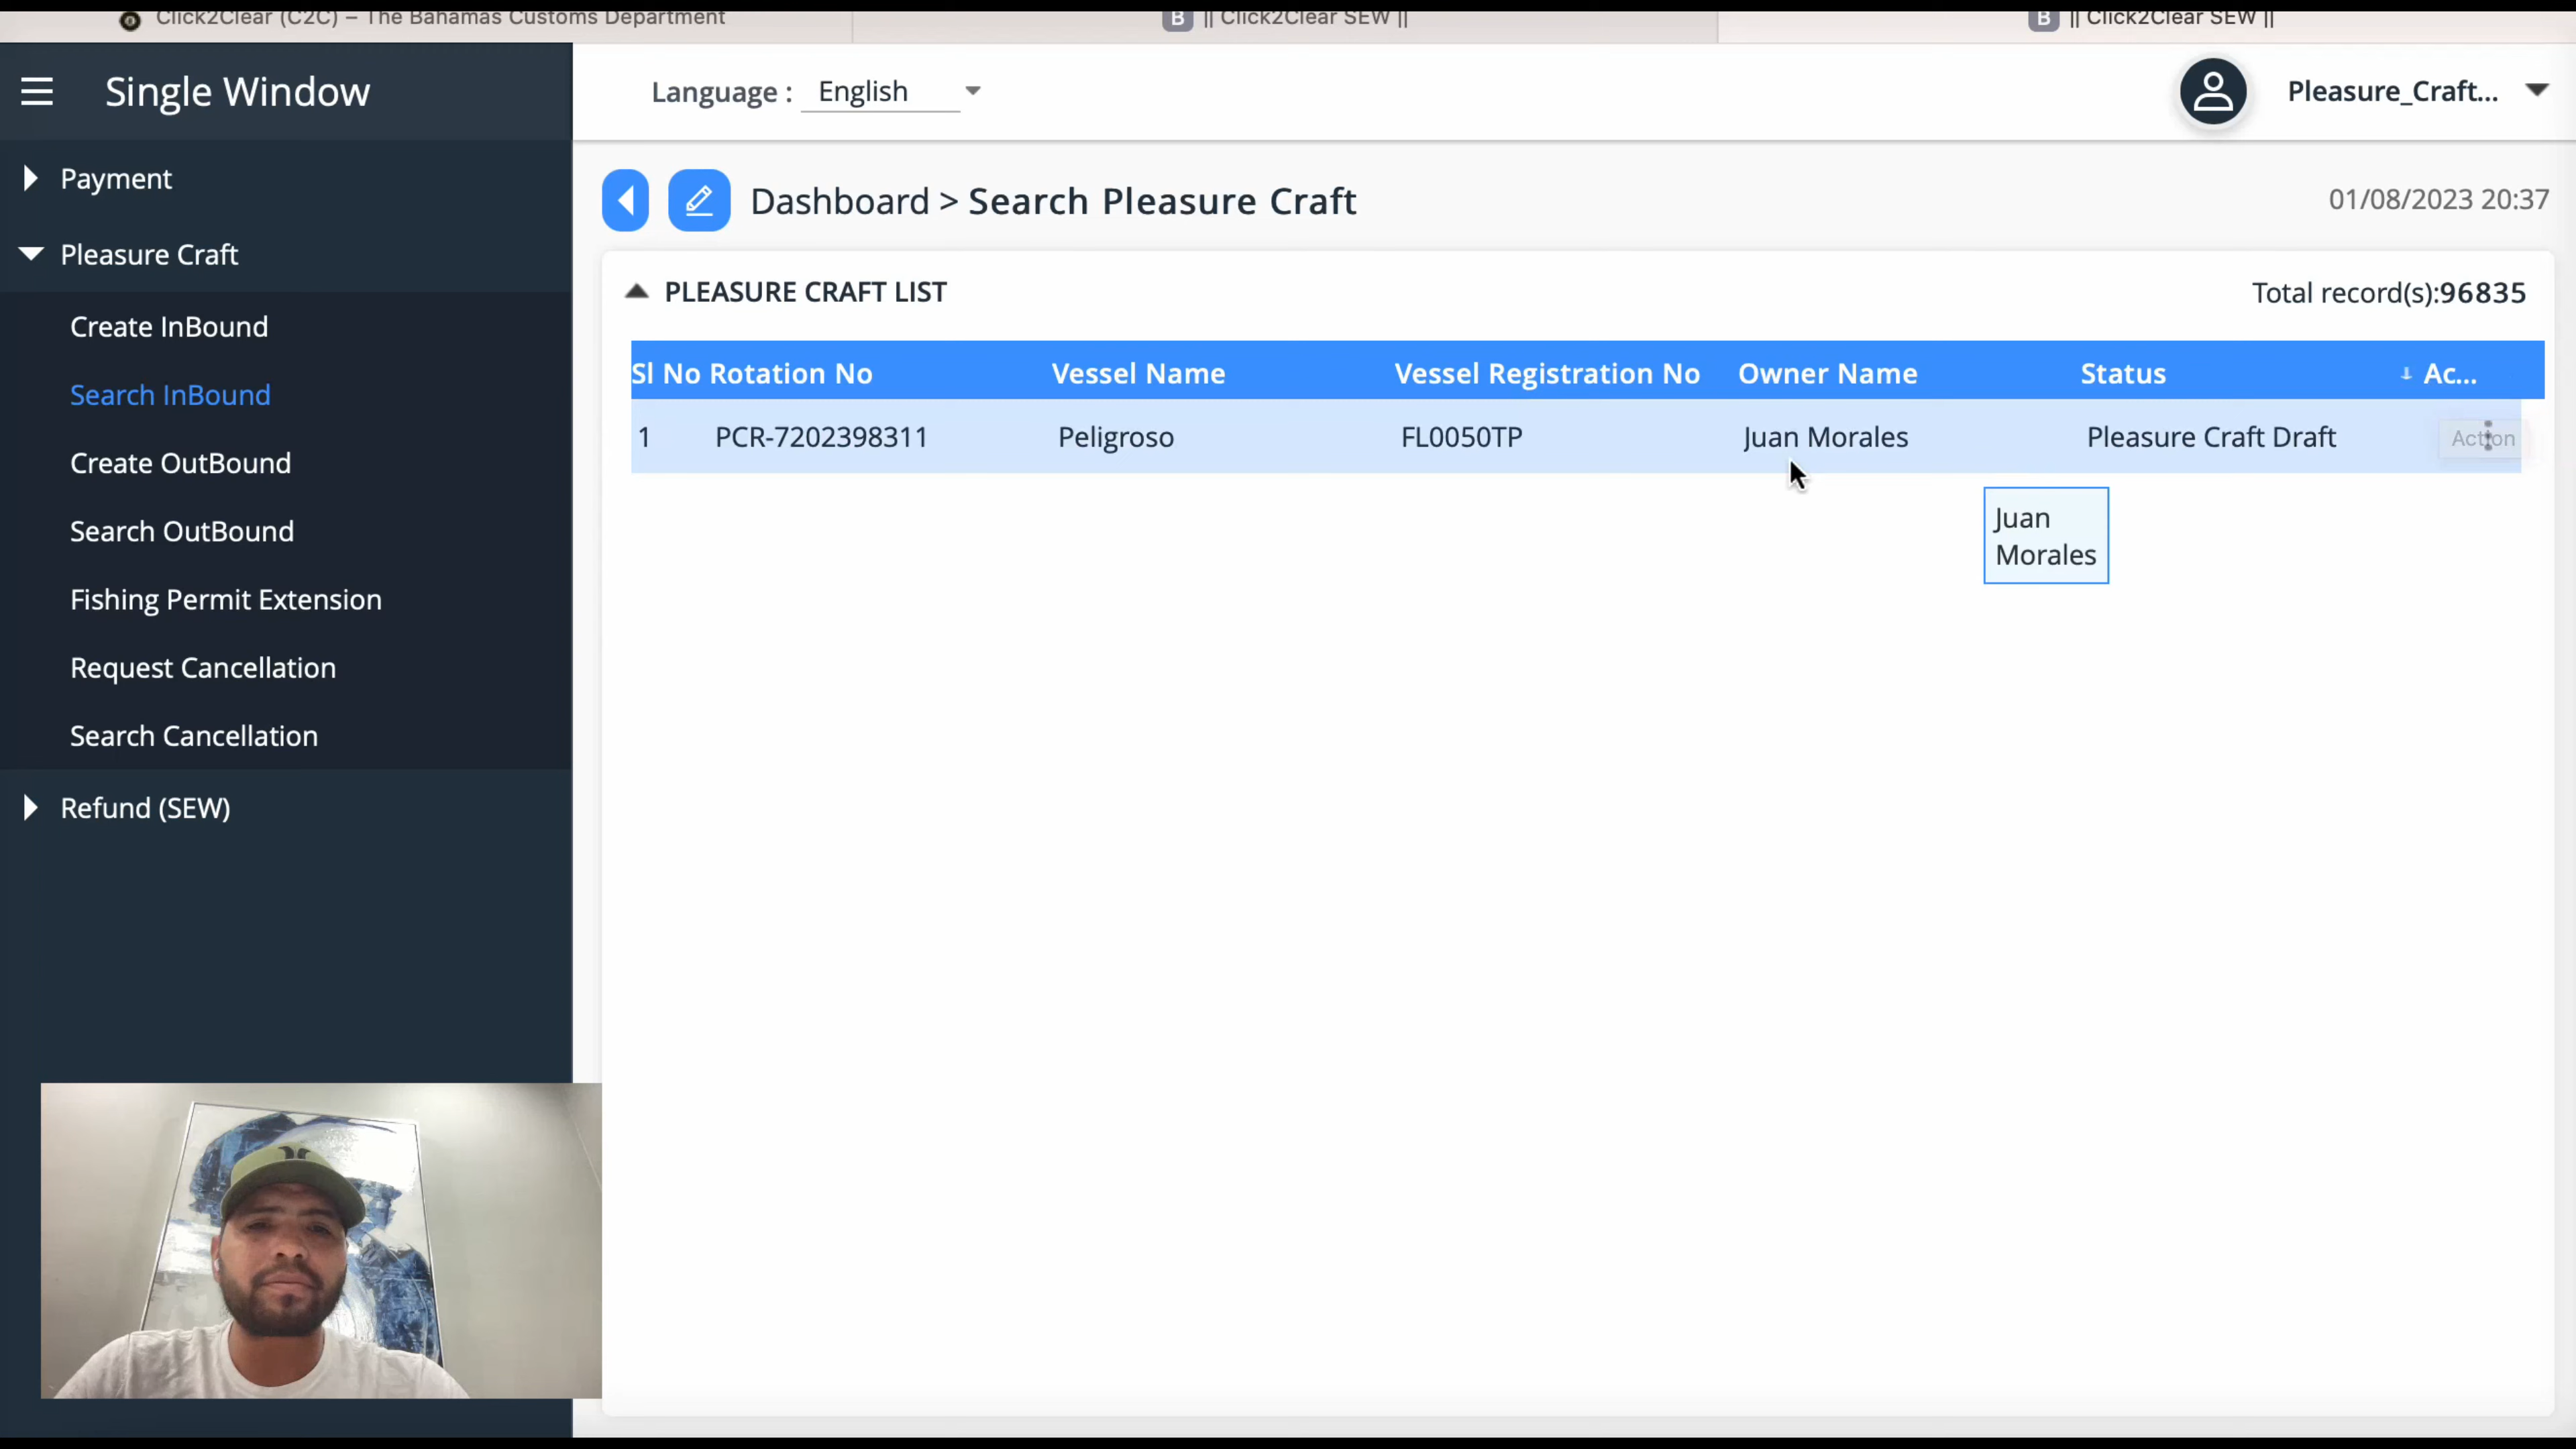 Click2Clear (C2C) – The Bahamas Customs Department
B || Click2Clear SEW ||
B || Click2Clear SEW ||
Single Window
Language : English
Pleasure_Craft...
Payment
Pleasure Craft
Create InBound
Search InBound
Create OutBound
Search OutBound
Fishing Permit Extension
Request Cancellation
Search Cancellation
Refund (SEW)
Dashboard > Search Pleasure Craft
01/08/2023 20:37
PLEASURE CRAFT LIST
Total record(s):96835
Sl No Rotation No Vessel Name Vessel Registration No Owner Name Status Ac...
1 PCR-7202398311 Peligroso FL0050TP Juan Morales Pleasure Craft Draft Action
Juan
Morales